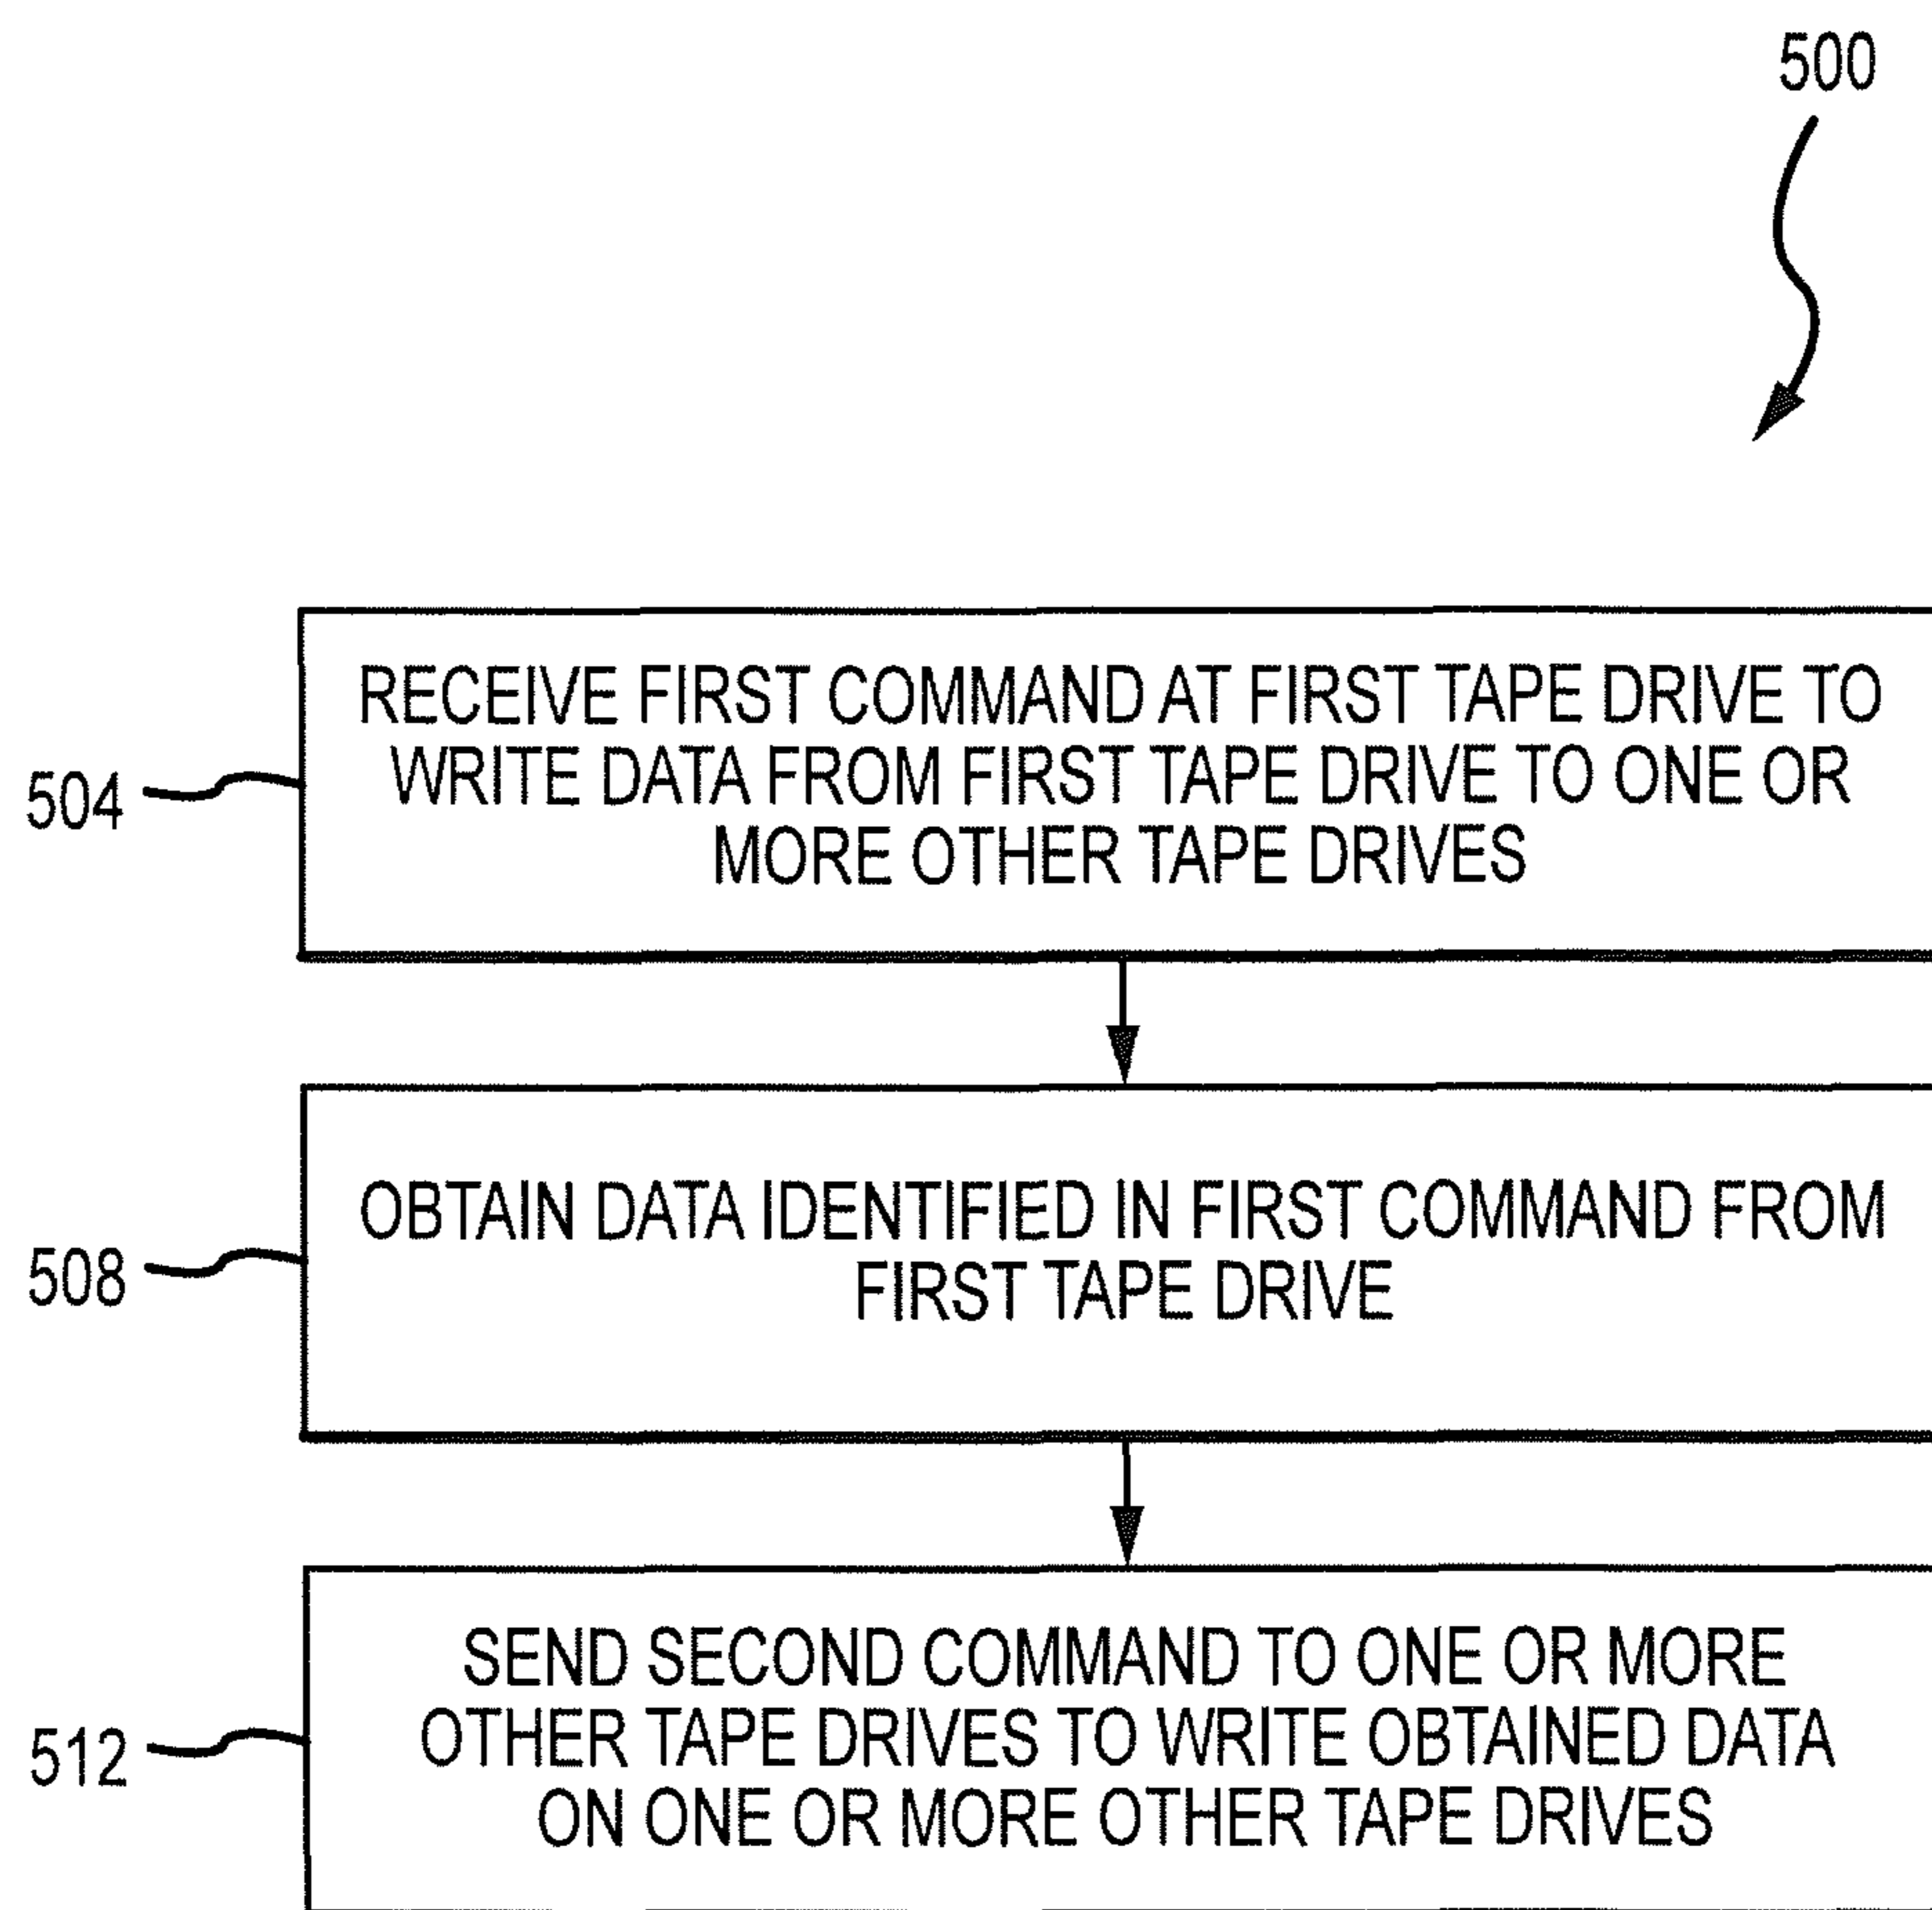 500
504
RECEIVE FIRST COMMAND AT FIRST TAPE DRIVE TO
WRITE DATA FROM FIRST TAPE DRIVE TO ONE OR
MORE OTHER TAPE DRIVES
508
OBTAIN DATA IDENTIFIED IN FIRST COMMAND FROM
FIRST TAPE DRIVE
512
SEND SECOND COMMAND TO ONE OR MORE
OTHER TAPE DRIVES TO WRITE OBTAINED DATA
ON ONE OR MORE OTHER TAPE DRIVES